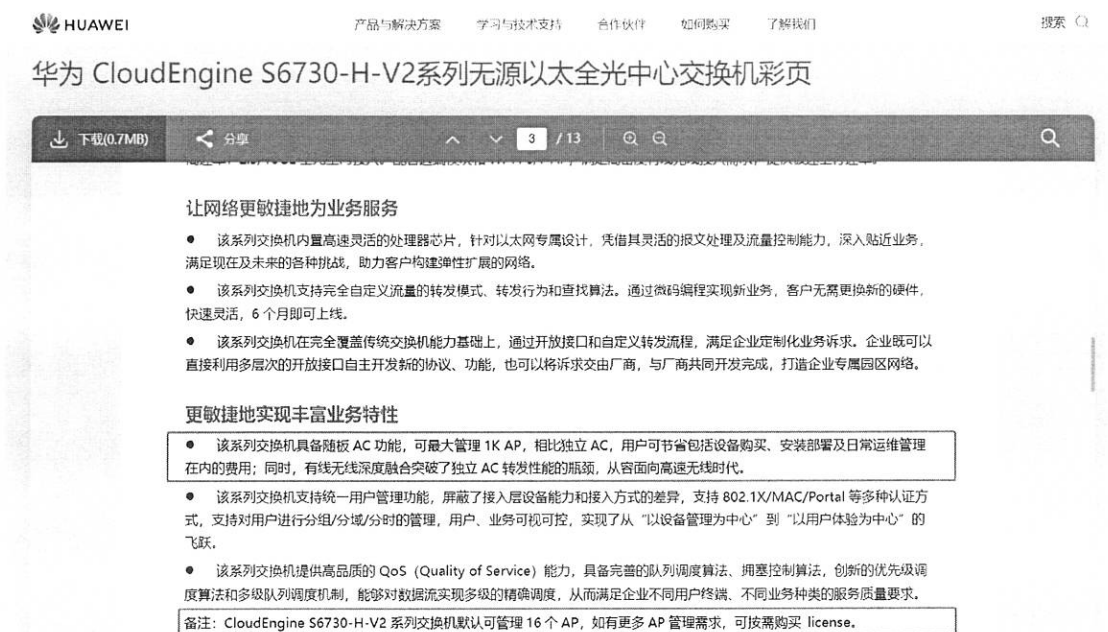 HUAWEI 产品与解决方案 学习与技术支持 合作伙伴 如何购买 了解我们 搜索
华为 CloudEngine S6730-H-V2系列无源以太全光中心交换机彩页
下载(0.7MB) 分享 3 / 13
让网络更敏捷地为业务服务
● 该系列交换机内置高速灵活的处理器芯片，针对以太网专属设计，凭借其灵活的报文处理及流量控制能力，深入贴近业务，
满足现在及未来的各种挑战，助力客户构建弹性扩展的网络。
● 该系列交换机支持完全自定义流量的转发模式、转发行为和查找算法。通过微码编程实现新业务，客户无需更换新的硬件，
快速灵活，6 个月即可上线。
● 该系列交换机在完全覆盖传统交换机能力基础上，通过开放接口和自定义转发流程，满足企业定制化业务诉求。企业既可以
直接利用多层次的开放接口自主开发新的协议、功能，也可以将诉求交由厂商，与厂商共同开发完成，打造企业专属园区网络。
更敏捷地实现丰富业务特性
● 该系列交换机具备随板 AC 功能，可最大管理 1K AP，相比独立 AC，用户可节省包括设备购买、安装部署及日常运维管理
在内的费用；同时，有线无线深度融合突破了独立 AC 转发性能的瓶颈，从容面向高速无线时代。
● 该系列交换机支持统一用户管理功能，屏蔽了接入层设备能力和接入方式的差异，支持 802.1X/MAC/Portal 等多种认证方
式，支持对用户进行分组/分域/分时的管理，用户、业务可视可控，实现了从“以设备管理为中心”到“以用户体验为中心”的
飞跃。
● 该系列交换机提供高品质的 QoS（Quality of Service）能力，具备完善的队列调度算法、拥塞控制算法，创新的优先级调
度算法和多级队列调度机制，能够对数据流实现多级的精确调度，从而满足企业不同用户终端、不同业务种类的服务质量要求。
备注：CloudEngine S6730-H-V2 系列交换机默认可管理 16 个 AP，如有更多 AP 管理需求，可按需购买 license。